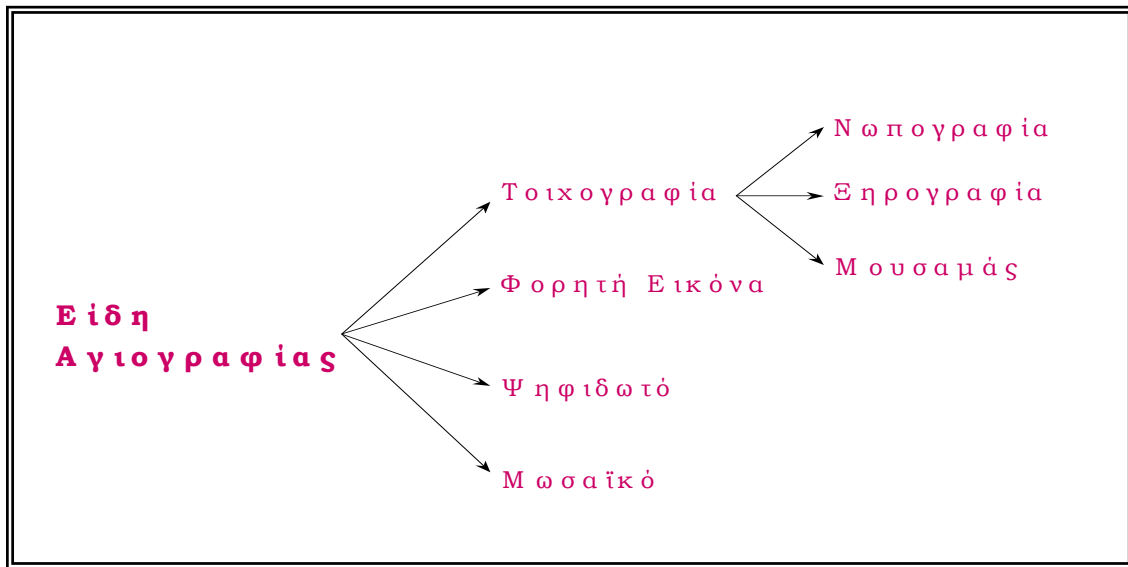 Είδη
Αγιογραφίας
Τοιχογραφία
Φορητή Εικόνα
Ψηφιδωτό
Μωσαϊκό
Νωπογραφία
Ξηρογραφία
Μουσαμάς